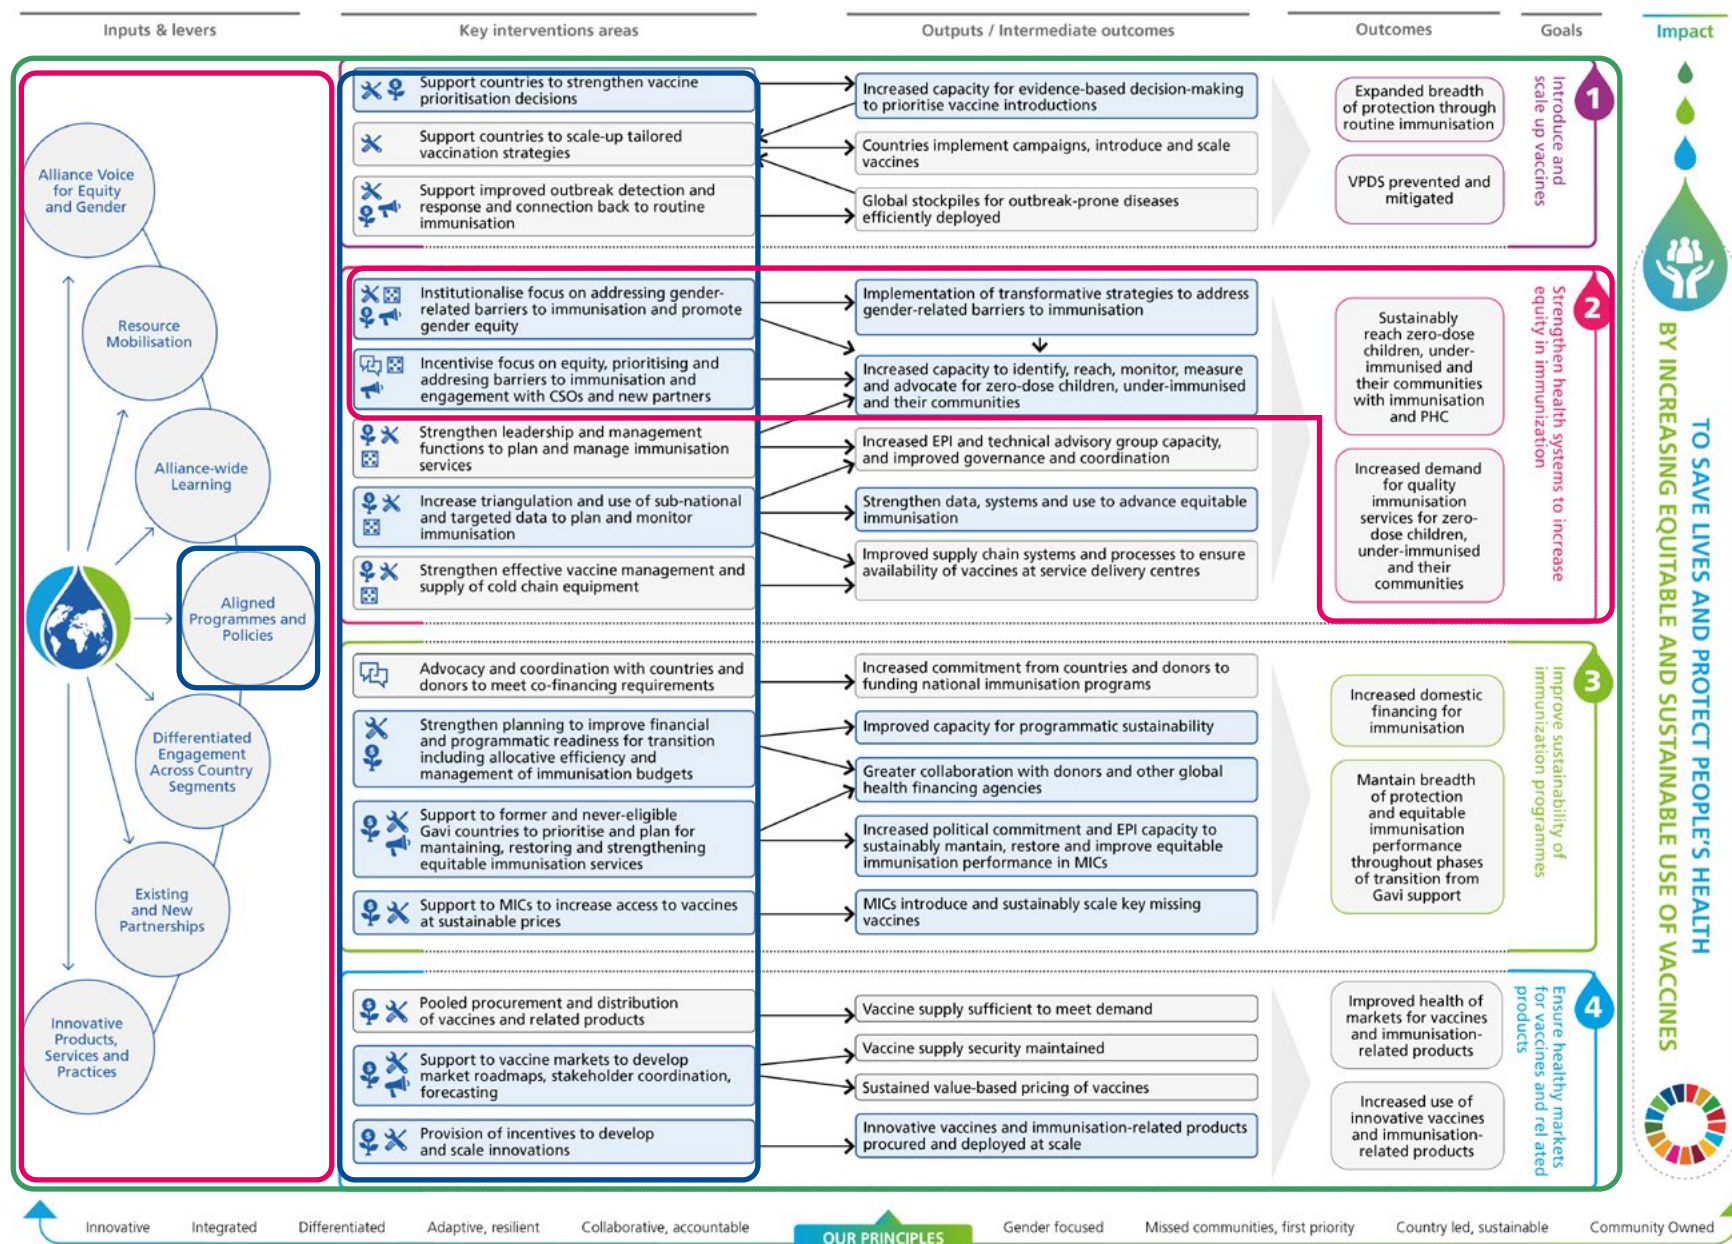 Inputs & levers
Key interventions areas
Outputs / Intermediate outcomes
Outcomes
Goals
Impact
Alliance Voice
for Equity
and Gender
Resource
Mobilisation
Alliance-wide
Learning
Aligned
Programmes and
Policies
Differentiated
Engagement
Across Country
Segments
Existing
and New
Partnerships
Innovative
Products,
Services and
Practices
Support countries to strengthen vaccine
prioritisation decisions
Support countries to scale-up tailored
vaccination strategies
Support improved outbreak detection and
response and connection back to routine
immunisation
Increased capacity for evidence-based decision-making
to prioritise vaccine introductions
Countries implement campaigns, introduce and scale
vaccines
Global stockpiles for outbreak-prone diseases
efficiently deployed
Expanded breadth
of protection through
routine immunisation
VPDS prevented and
mitigated
Introduce and
scale up vaccines
1
Institutionalise focus on addressing gender-
related barriers to immunisation and promote
gender equity
Incentivise focus on equity, prioritising and
addresing barriers to immunisation and
engagement with CSOs and new partners
Strengthen leadership and management
functions to plan and manage immunisation
services
Increase triangulation and use of sub-national
and targeted data to plan and monitor
immunisation
Strengthen effective vaccine management and
supply of cold chain equipment
Implementation of transformative strategies to address
gender-related barriers to immunisation
Increased capacity to identify, reach, monitor, measure
and advocate for zero-dose children, under-immunised
and their communities
Increased EPI and technical advisory group capacity,
and improved governance and coordination
Strengthen data, systems and use to advance equitable
immunisation
Improved supply chain systems and processes to ensure
availability of vaccines at service delivery centres
Sustainably
reach zero-dose
children, under-
immunised and
their communities
with immunisation
and PHC
Increased demand
for quality
immunisation
services for zero-
dose children,
under-immunised
and their
communities
Strengthen health systems to increase
equity in immunization
2
Advocacy and coordination with countries and
donors to meet co-financing requirements
Strengthen planning to improve financial
and programmatic readiness for transition
including allocative efficiency and
management of immunisation budgets
Support to former and never-eligible
Gavi countries to prioritise and plan for
mantaining, restoring and strengthening
equitable immunisation services
Support to MICs to increase access to vaccines
at sustainable prices
Increased commitment from countries and donors to
funding national immunisation programs
Improved capacity for programmatic sustainability
Greater collaboration with donors and other global
health financing agencies
Increased political commitment and EPI capacity to
sustainably mantain, restore and improve equitable
immunisation performance in MICs
MICs introduce and sustainably scale key missing
vaccines
Increased domestic
financing for
immunisation
Mantain breadth
of protection
and equitable
immunisation
performance
throughout phases
of transition from
Gavi support
Improve sustainability of
immunization programmes
3
Pooled procurement and distribution
of vaccines and related products
Support to vaccine markets to develop
market roadmaps, stakeholder coordination,
forecasting
Provision of incentives to develop
and scale innovations
Vaccine supply sufficient to meet demand
Vaccine supply security maintained
Sustained value-based pricing of vaccines
Innovative vaccines and immunisation-related products
procured and deployed at scale
Improved health of
markets for vaccines
and immunisation-
related products
Increased use of
innovative vaccines
and immunisation-
related products
Ensure healthy markets
for vaccines and rel ated
products
4
TO SAVE LIVES AND PROTECT PEOPLE'S HEALTH
BY INCREASING EQUITABLE AND SUSTAINABLE USE OF VACCINES
Innovative
Integrated
Differentiated
Adaptive, resilient
Collaborative, accountable
OUR PRINCIPLES
Gender focused
Missed communities, first priority
Country led, sustainable
Community Owned